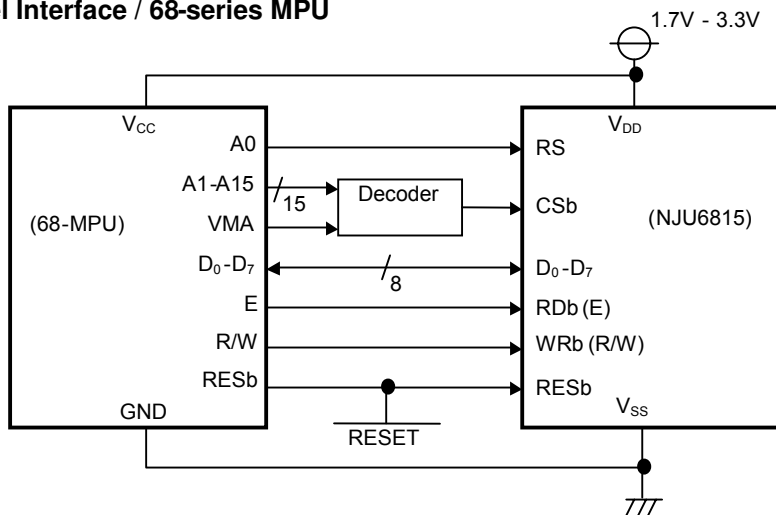 l Interface / 68-series MPU
1.7V - 3.3V
VCC
VDD
A0
RS
A1-A15
15
Decoder
CSb
(68-MPU)
VMA
(NJU6815)
D0-D7
8
D0-D7
E
RDb (E)
R/W
WRb (R/W)
RESb
RESb
GND
RESET
VSS